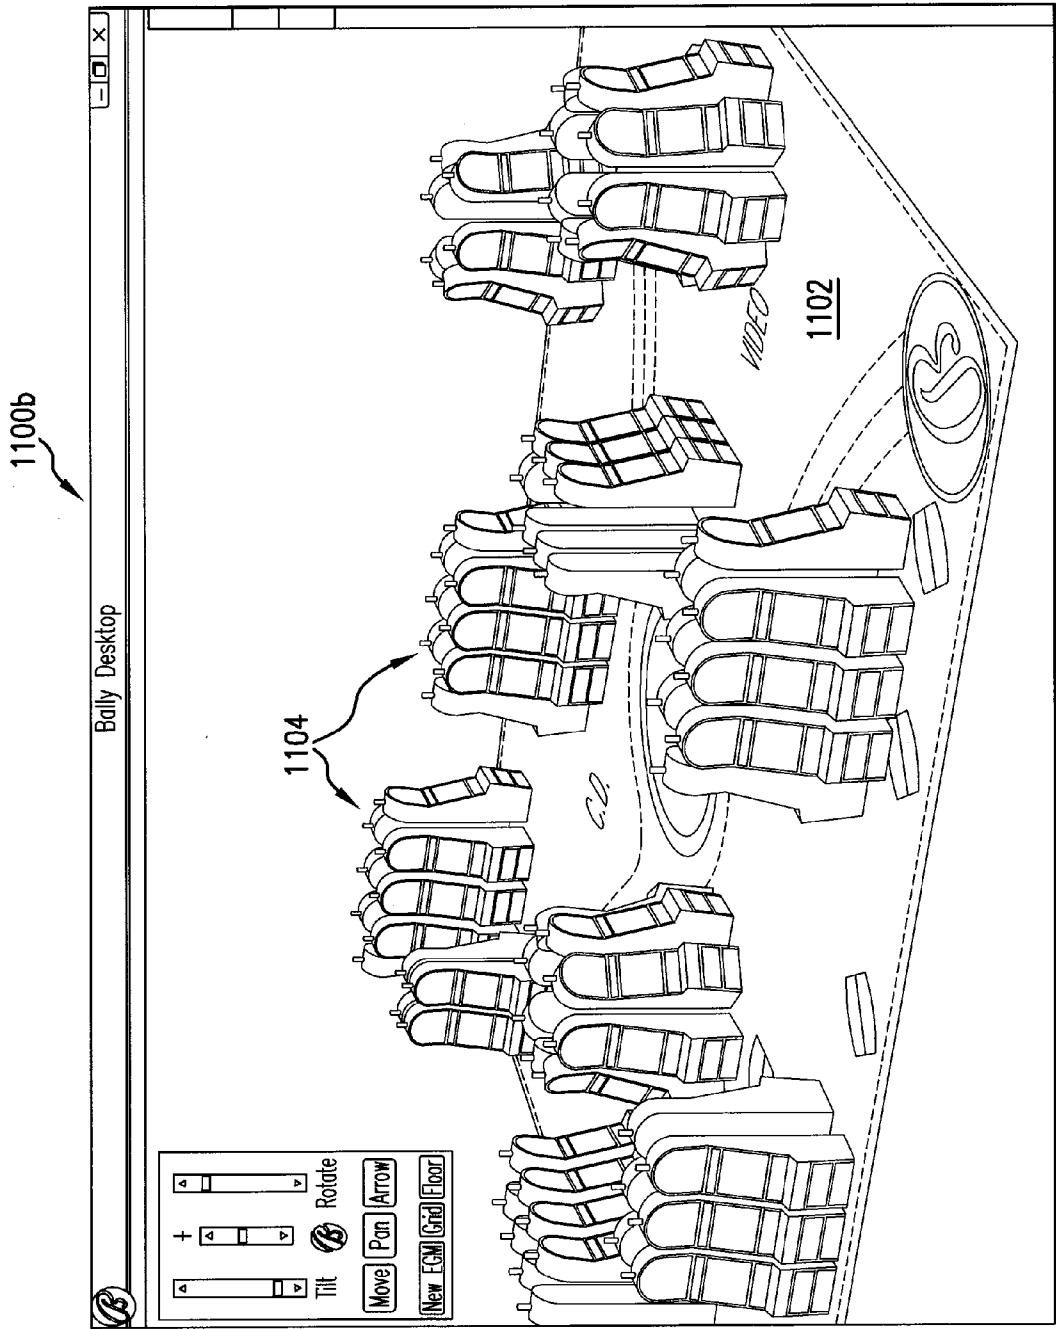 1100b
Bally Desktop
+
Tilt
Rotate
Move
Pan
Arrow
New EGM
Grid
Floor
1104
C.D.
VIDEO
1102